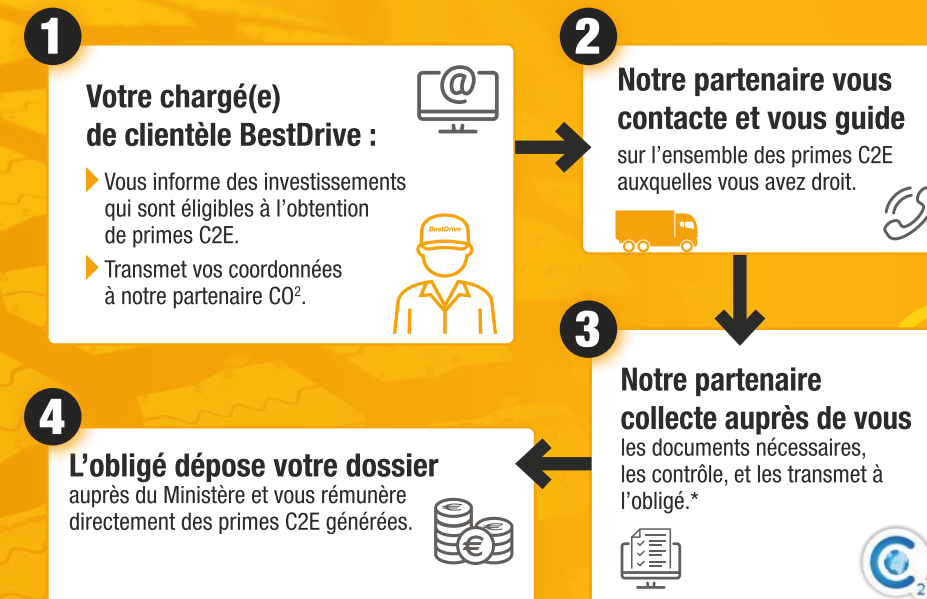 1
Votre chargé(e)
de clientèle BestDrive :
Vous informe des investissements
qui sont éligibles à l'obtention
de primes C2E.
Transmet vos coordonnées
à notre partenaire CO².
@
BestDrive
2
Notre partenaire vous
contacte et vous guide
sur l'ensemble des primes C2E
auxquelles vous avez droit.
3
Notre partenaire
collecte auprès de vous
les documents nécessaires,
les contrôle, et les transmet à
l'obligé.*
C
2
4
L'obligé dépose votre dossier
auprès du Ministère et vous rémunère
directement des primes C2E générées.
€
€
€